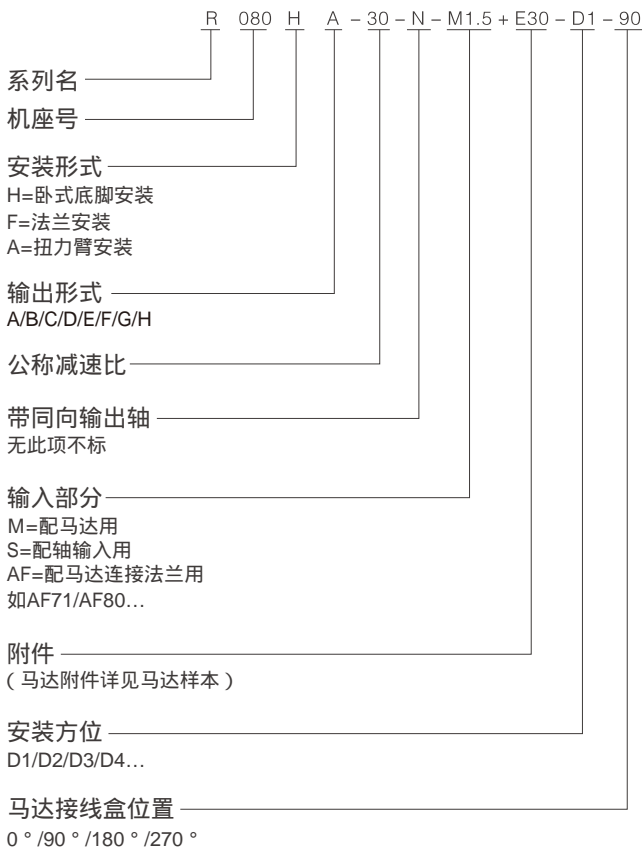 R 080 H A – 30 – N – M1.5 + E30 – D1 – 90
系列名
机座号
安装形式
H=卧式底脚安装
F=法兰安装
A=扭力臂安装
输出形式
A/B/C/D/E/F/G/H
公称减速比
带同向输出轴
无此项不标
输入部分
M=配马达用
S=配轴输入用
AF=配马达连接法兰用
如AF71/AF80…
附件
（马达附件详见马达样本）
安装方位
D1/D2/D3/D4…
马达接线盒位置
0 ° /90 ° /180 ° /270 °